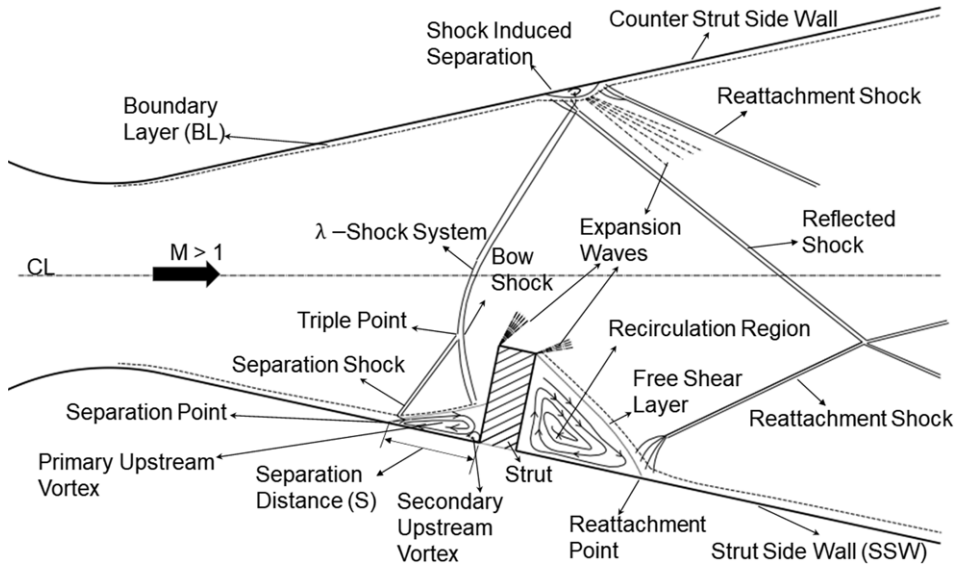 Counter Strut Side Wall
Shock Induced
Separation
Reattachment Shock
Boundary
Layer (BL)
λ –Shock System
Expansion
Waves
Reflected
Shock
M > 1
CL
Bow
Shock
Triple Point
Recirculation Region
Separation Shock
Free Shear
Layer
Separation Point
Reattachment Shock
Primary Upstream
Vortex
Separation
Distance (S)
Secondary
Upstream
Vortex
Strut
Reattachment
Point
Strut Side Wall (SSW)